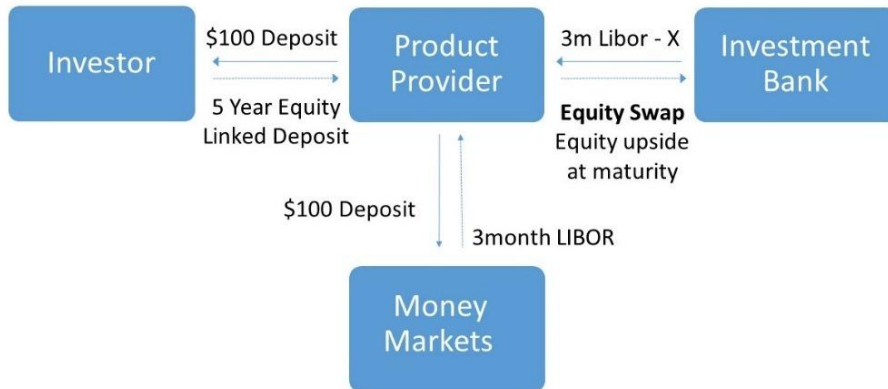 Investor
$100 Deposit
5 Year Equity
Linked Deposit
Product
Provider
3m Libor - X
Equity Swap
Equity upside
at maturity
Investment
Bank
$100 Deposit
3month LIBOR
Money
Markets